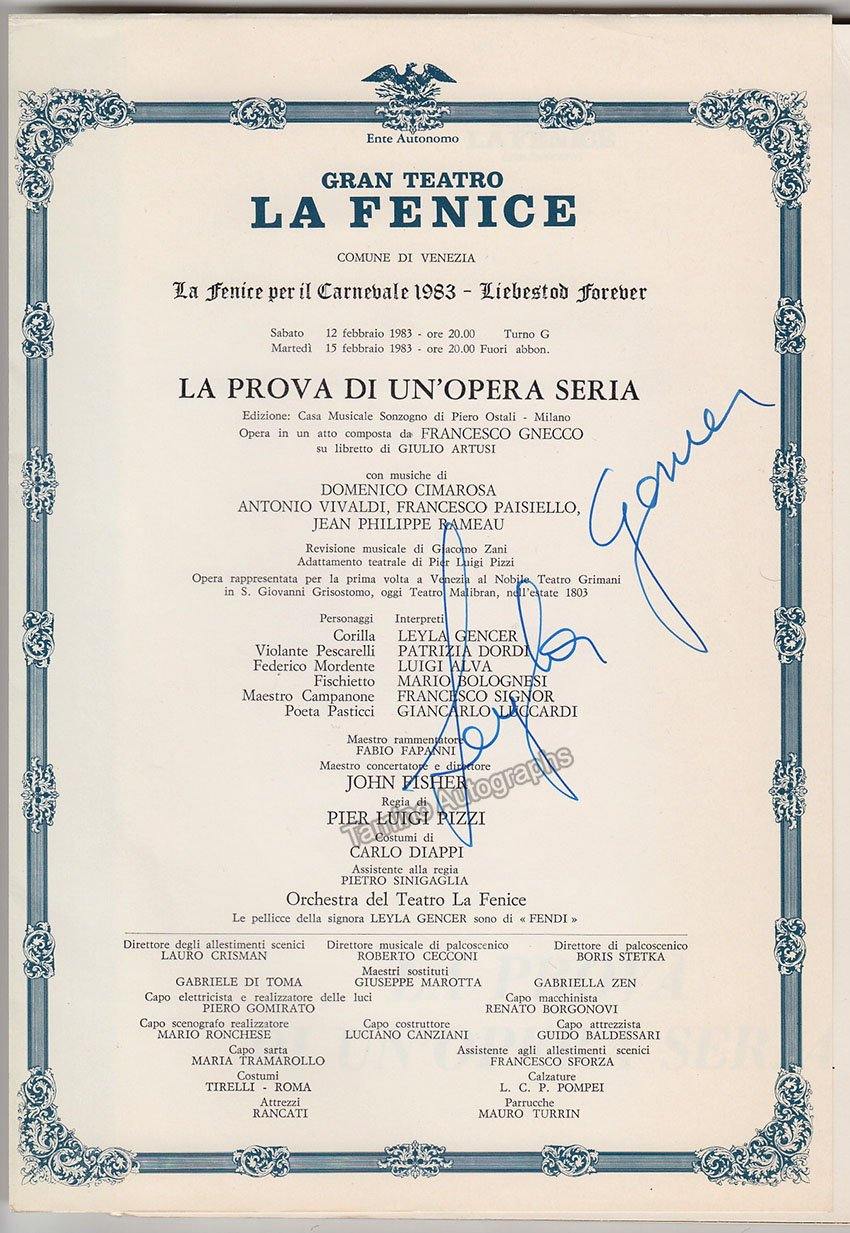 Ente Autonomo
GRAN TEATRO
LA FENICE
COMUNE DI VENEZIA
La Fenice per il Carnevale 1983 - Liebestod Forever
Sabato 12 febbraio 1983 - ore 20.00 Turno G
Martedì 15 febbraio 1983 - ore 20.00 Fuori abbon.
LA PROVA DI UN'OPERA SERIA
Edizione: Casa Musicale Sonzogno di Piero Ostali - Milano
Opera in un atto composta da FRANCESCO GNECCO
su libretto di GIULIO ARTUSI
con musiche di
DOMENICO CIMAROSA
ANTONIO VIVALDI, FRANCESCO PAISIELLO,
JEAN PHILIPPE RAMEAU
Revisione musicale di Giacomo Zani
Adattamento teatrale di Pier Luigi Pizzi
Opera rappresentata per la prima volta a Venezia al Nobile Teatro Grimani
in S. Giovanni Grisostomo, oggi Teatro Malibran, nell'estate 1803
Personaggi Interpreti
Corilla LEYLA GENCER
Violante Pescarelli PATRIZIA DORDI
Federico Mordente LUIGI ALVA
Fischietto MARIO BOLOGNESI
Maestro Campanone FRANCESCO SIGNOR
Poeta Pasticci GIANCARLO LUCCARDI
Maestro rammentatore
FABIO FAPANNI
Maestro concertatore e direttore
JOHN FISHER
Regia di
PIER LUIGI PIZZI
Costumi di
CARLO DIAPPI
Assistente alla regia
PIETRO SINIGAGLIA
Orchestra del Teatro La Fenice
Le pellicce della signora LEYLA GENCER sono di « FENDI »
Direttore degli allestimenti scenici Direttore musicale di palcoscenico Direttore di palcoscenico
LAURO CRISMAN ROBERTO CECCONI BORIS STETKA
Maestri sostituti
GABRIELE DI TOMA GIUSEPPE MAROTTA GABRIELLA ZEN
Capo elettricista e realizzatore delle luci Capo macchinista
PIERO GOMIRATO RENATO BORGONOVI
Capo scenografo realizzatore Capo costruttore Capo attrezzista
MARIO RONCHESE LUCIANO CANZIANI GUIDO BALDESSARI
Capo sarta Assistente agli allestimenti scenici
MARIA TRAMAROLLO FRANCESCO SFORZA
Costumi Calzature
TIRELLI - ROMA L. C. P. POMPEI
Attrezzi Parrucche
RANCATI MAURO TURRIN
Leyla Gencer
Tamino Autographs